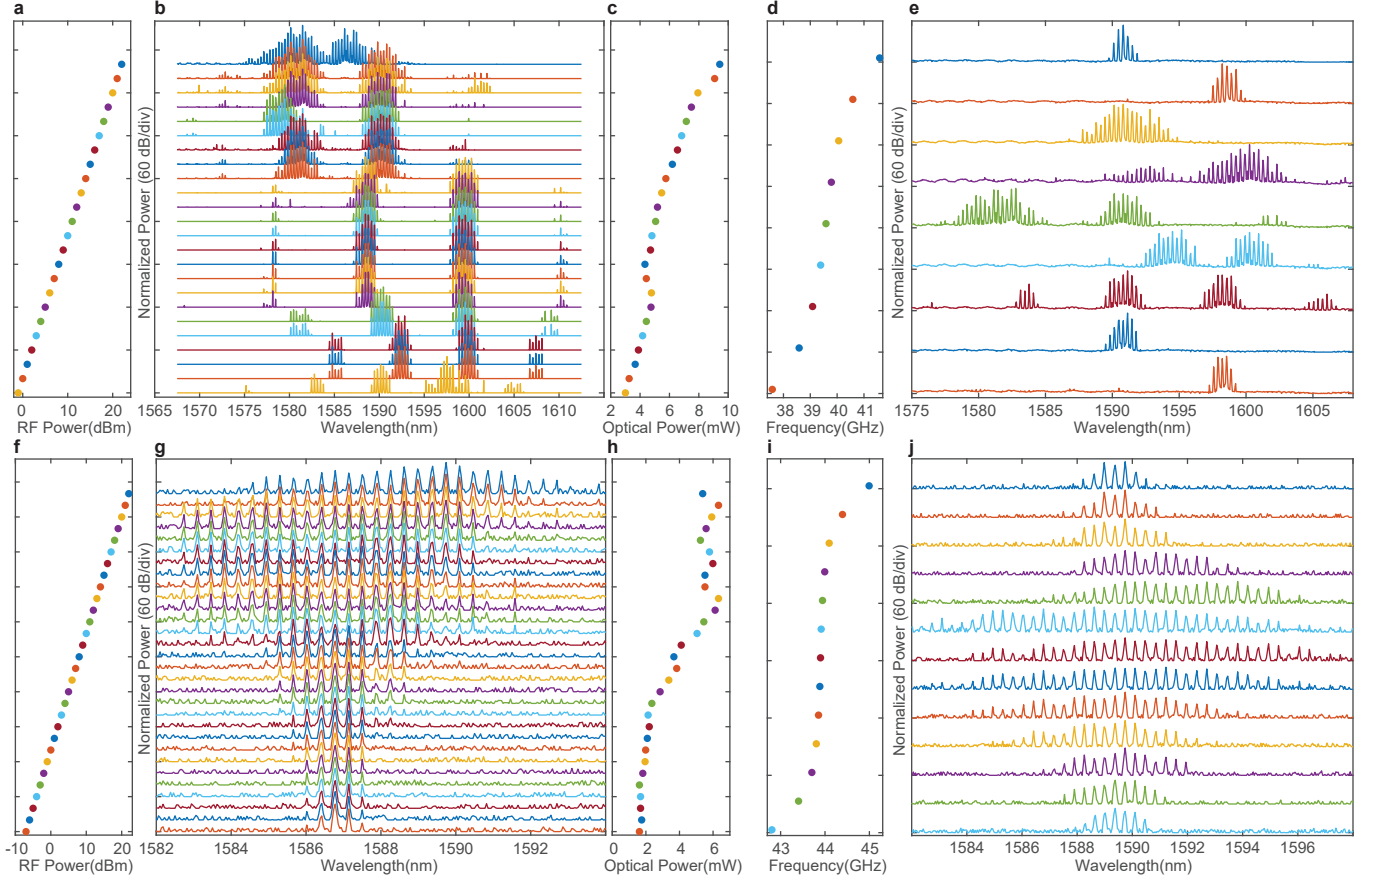 a b c d e
Normalized Power (60 dB/div)
Normalized Power (60 dB/div)
0 10 20
1565 1570 1575 1580 1585 1590 1595 1600 1605 1610
2 4 6 8 10
38 39 40 41
1575 1580 1585 1590 1595 1600 1605
RF Power(dBm) Wavelength(nm) Optical Power(mW) Frequency(GHz) Wavelength(nm)
f g h i j
Normalized Power (60 dB/div)
Normalized Power (60 dB/div)
-10 0 10 20
1582 1584 1586 1588 1590 1592
0 2 4 6
43 44 45
1584 1586 1588 1590 1592 1594 1596
RF Power(dBm) Wavelength(nm) Optical Power(mW) Frequency(GHz) Wavelength(nm)